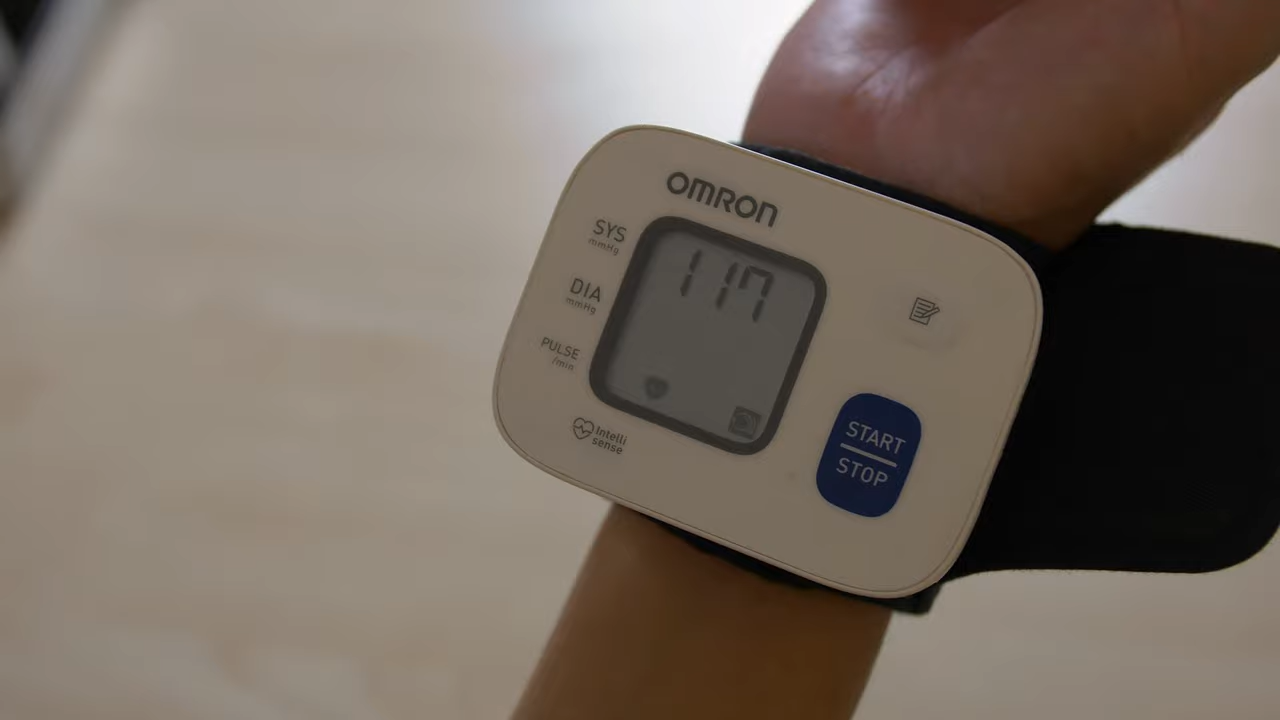 OMRON
SYS
mmHg
117
DIA
mmHg
PULSE
/min
Intelli
sense
START
STOP